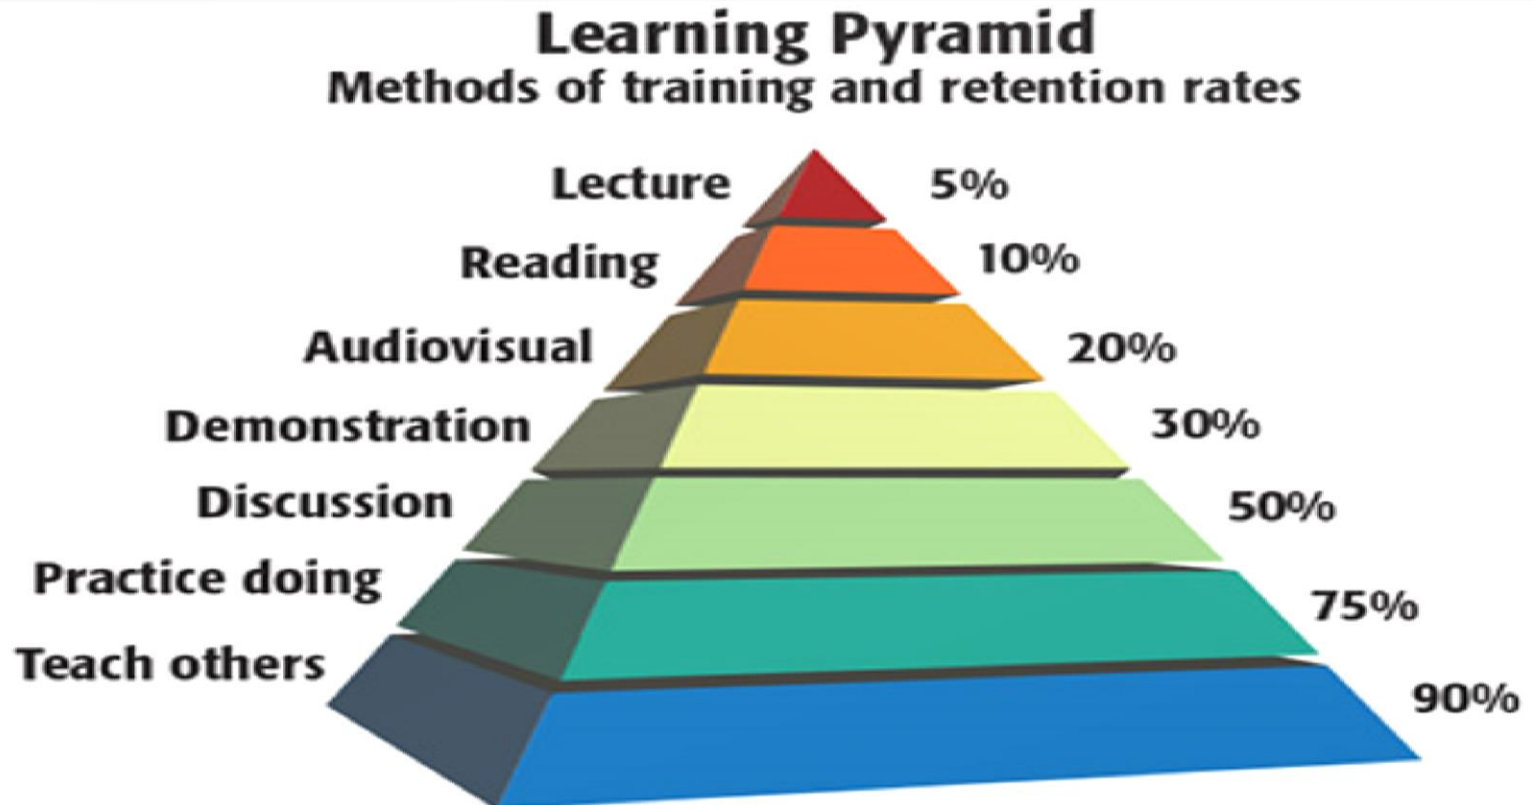 Learning Pyramid
Methods of training and retention rates
Lecture 5%
Reading 10%
Audiovisual 20%
Demonstration 30%
Discussion 50%
Practice doing 75%
Teach others 90%